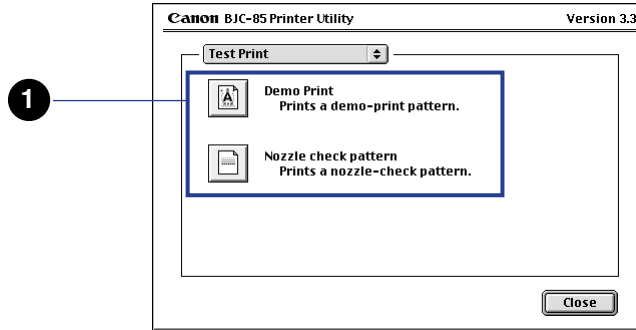 Canon BJC-85 Printer Utility Version 3.3
Test Print
1
Demo Print
Prints a demo-print pattern.
Nozzle check pattern
Prints a nozzle-check pattern.
Close